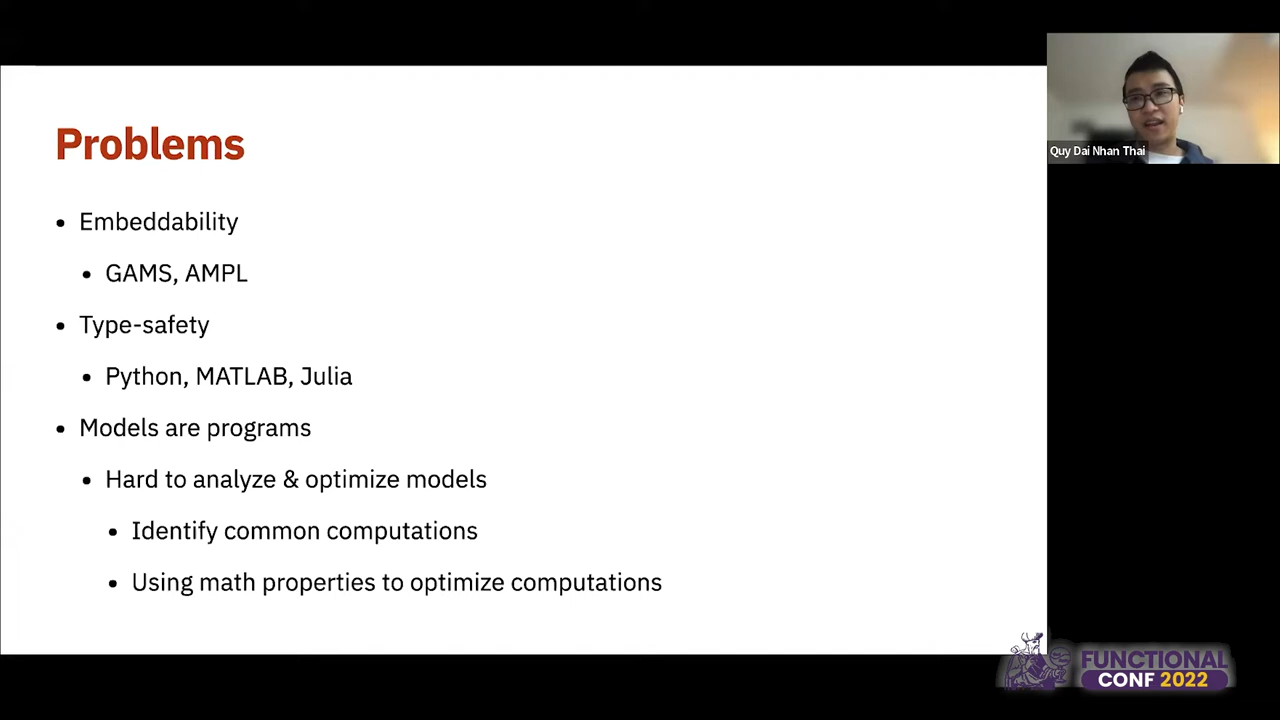 Problems
• Embeddability
• GAMS, AMPL
• Type-safety
• Python, MATLAB, Julia
• Models are programs
• Hard to analyze & optimize models
• Identify common computations
• Using math properties to optimize computations
Quy Dai Nhan Thai
FUNCTIONAL
CONF 2022